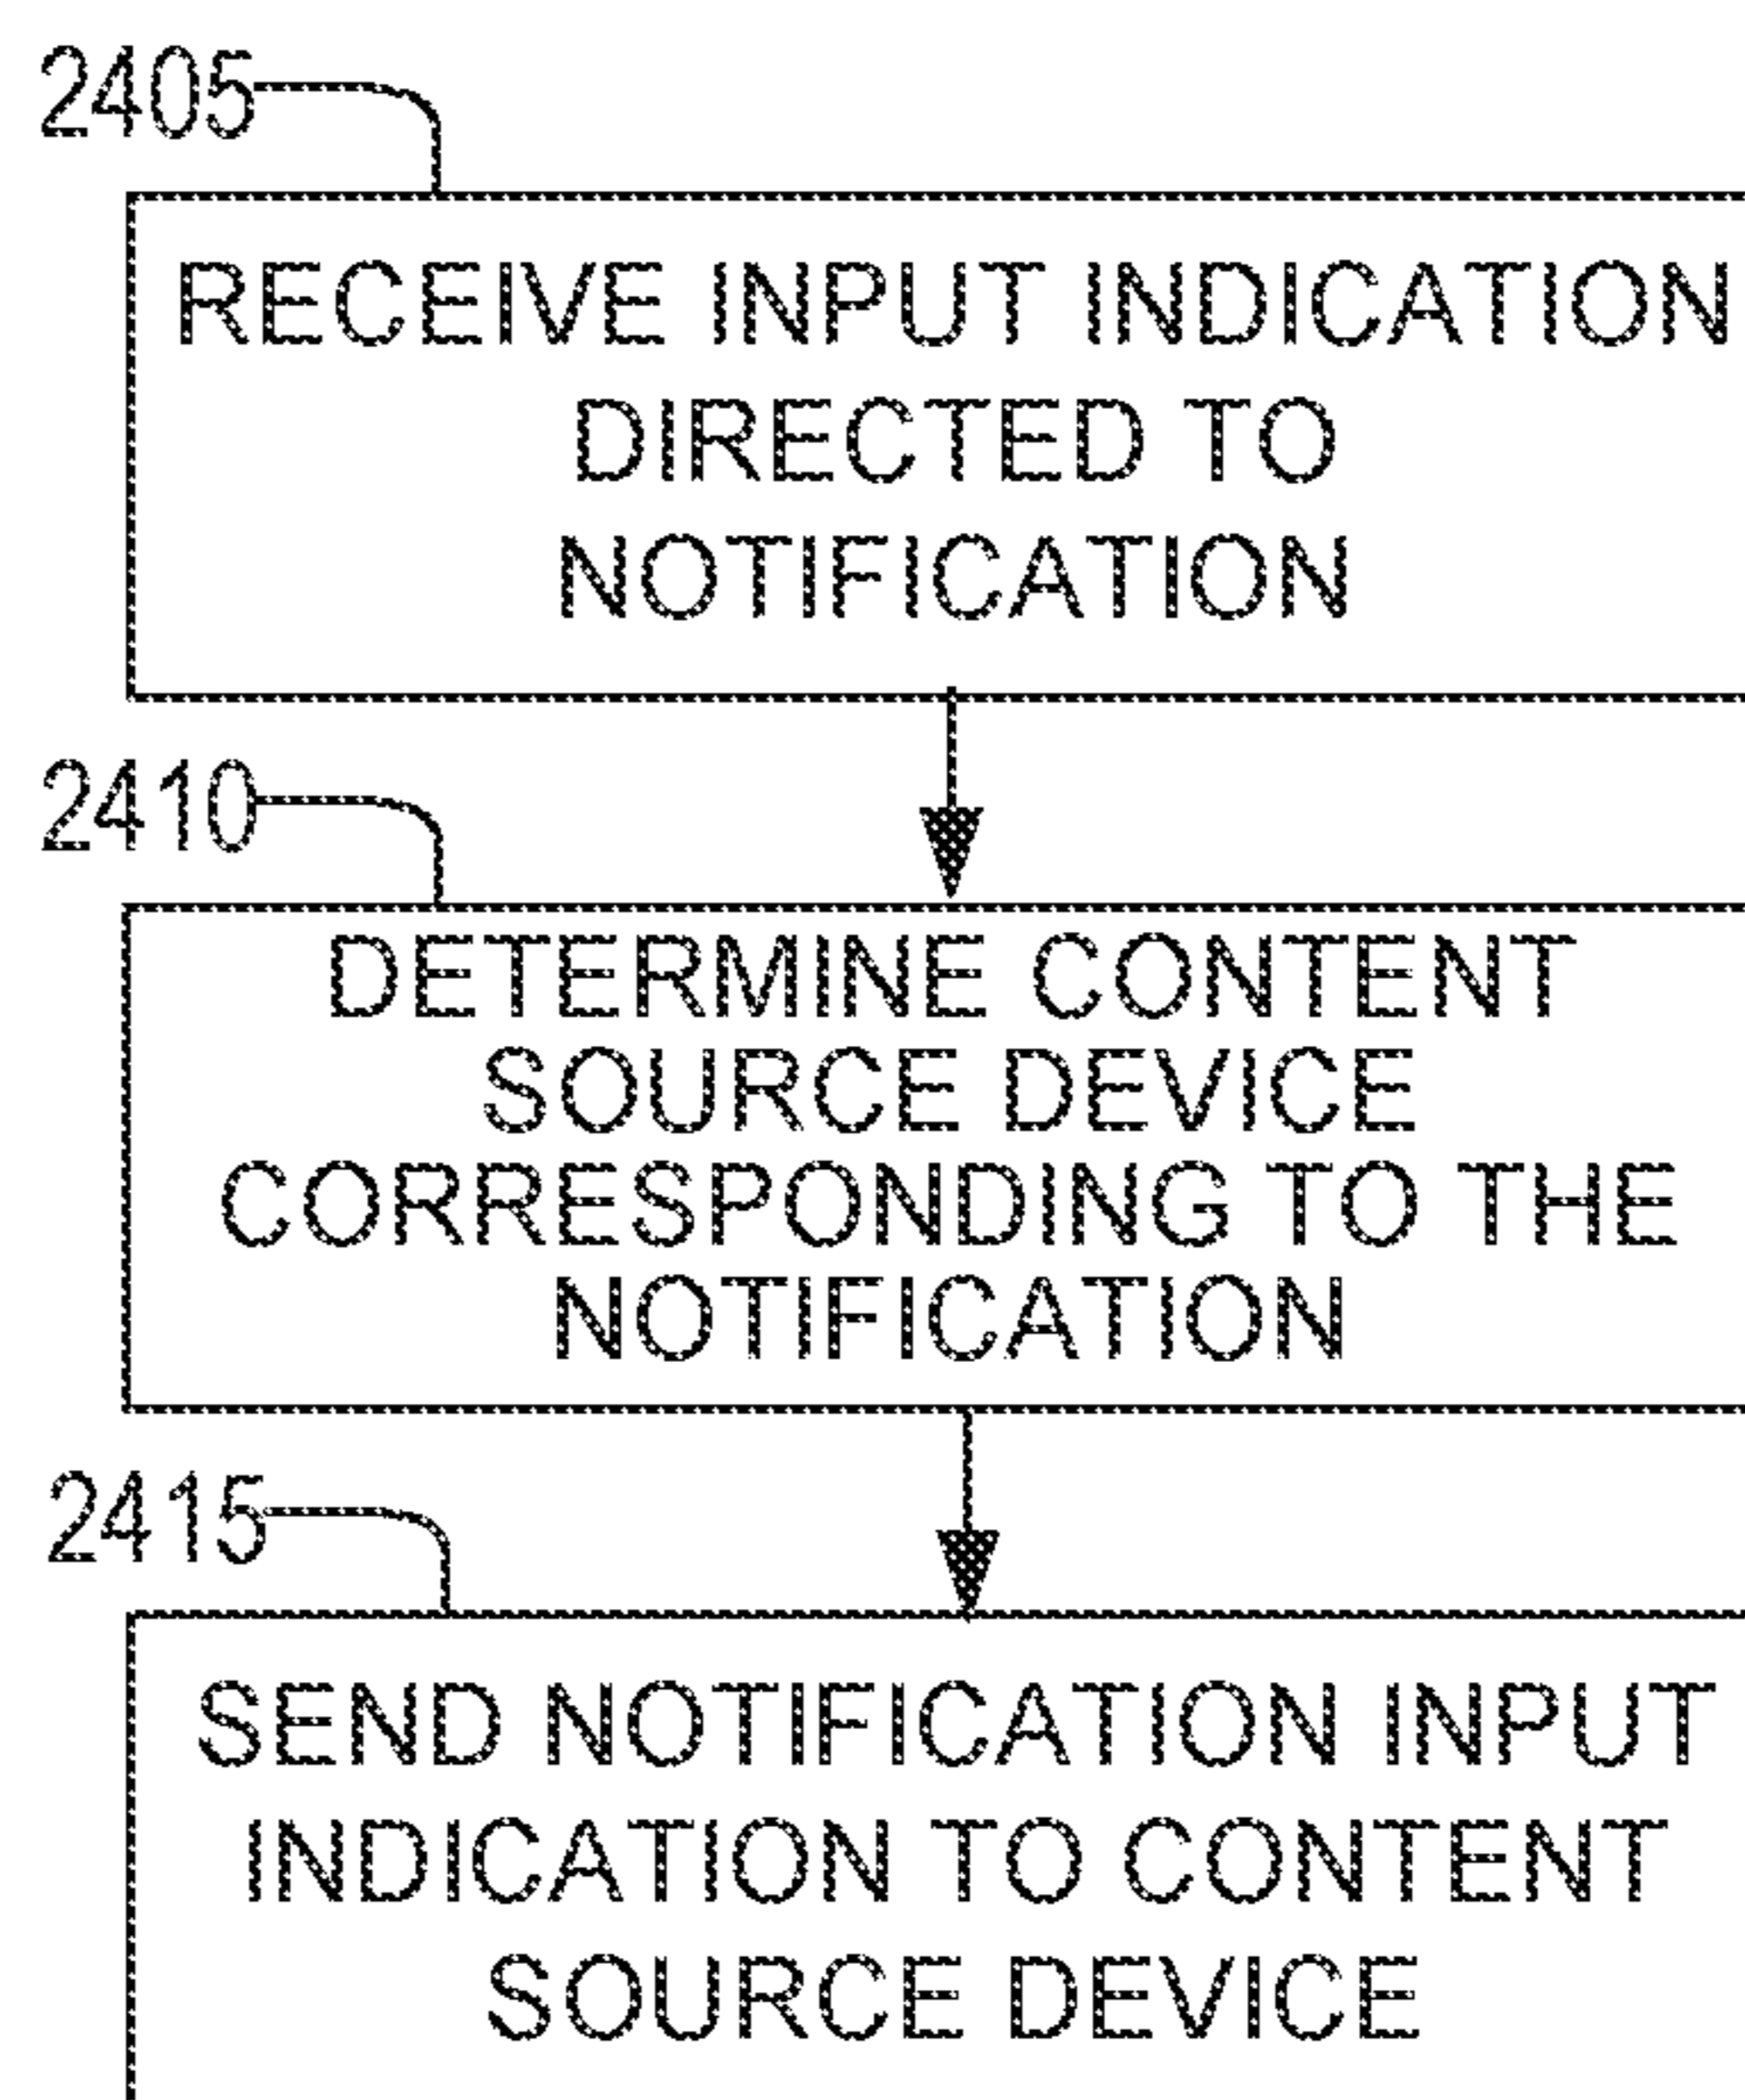 2405
RECEIVE INPUT INDICATION
DIRECTED TO
NOTIFICATION
2410
DETERMINE CONTENT
SOURCE DEVICE
CORRESPONDING TO THE
NOTIFICATION
2415
SEND NOTIFICATION INPUT
INDICATION TO CONTENT
SOURCE DEVICE